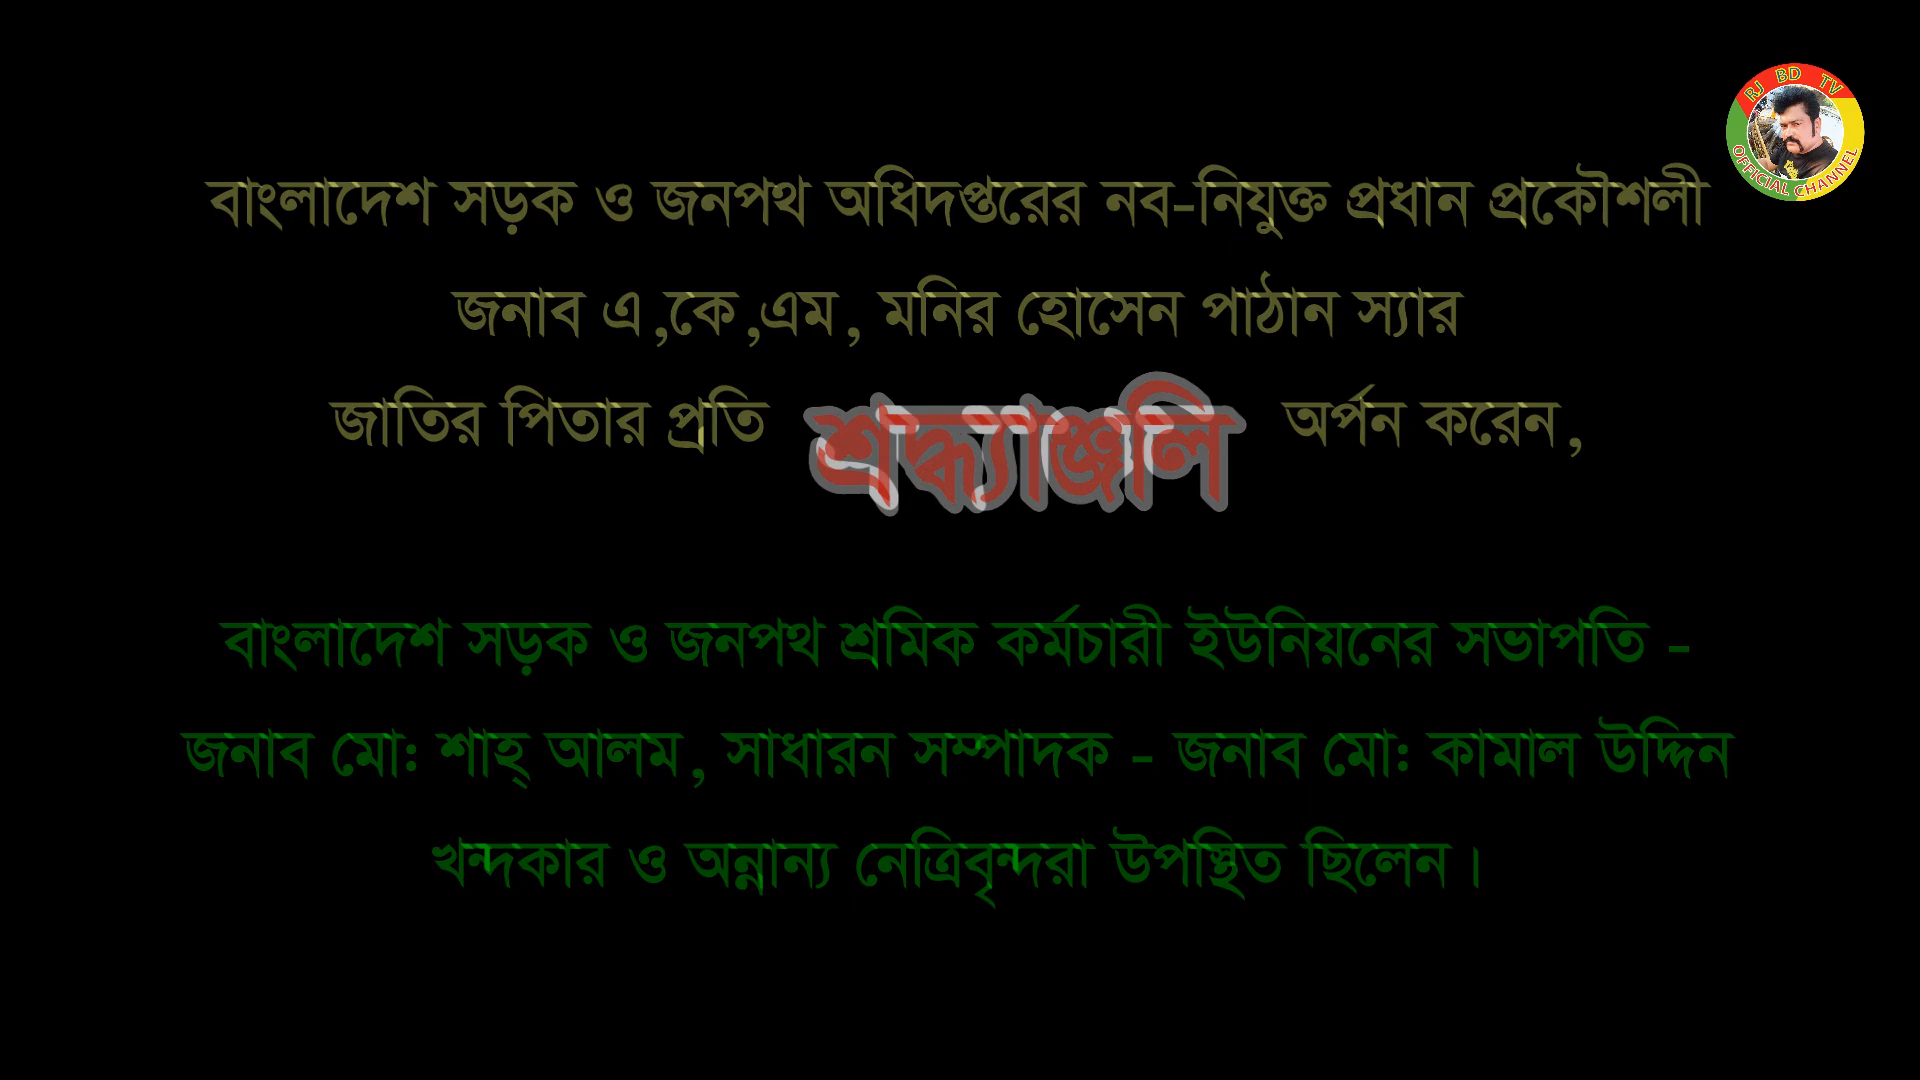 RJ BD TV
OFFICIAL CHANNEL
বাংলাদেশ সড়ক ও জনপথ অধিদপ্তরের নব-নিযুক্ত প্রধান প্রকৌশলী
জনাব এ,কে,এম, মনির হোসেন পাঠান স্যার
জাতির পিতার প্রতি শ্রদ্ধ্যাঞ্জলি অর্পন করেন,
বাংলাদেশ সড়ক ও জনপথ শ্রমিক কর্মচারী ইউনিয়নের সভাপতি -
জনাব মো: শাহ্ আলম, সাধারন সম্পাদক - জনাব মো: কামাল উদ্দিন
খন্দকার ও অন্নান্য নেত্রিবৃন্দরা উপস্থিত ছিলেন।